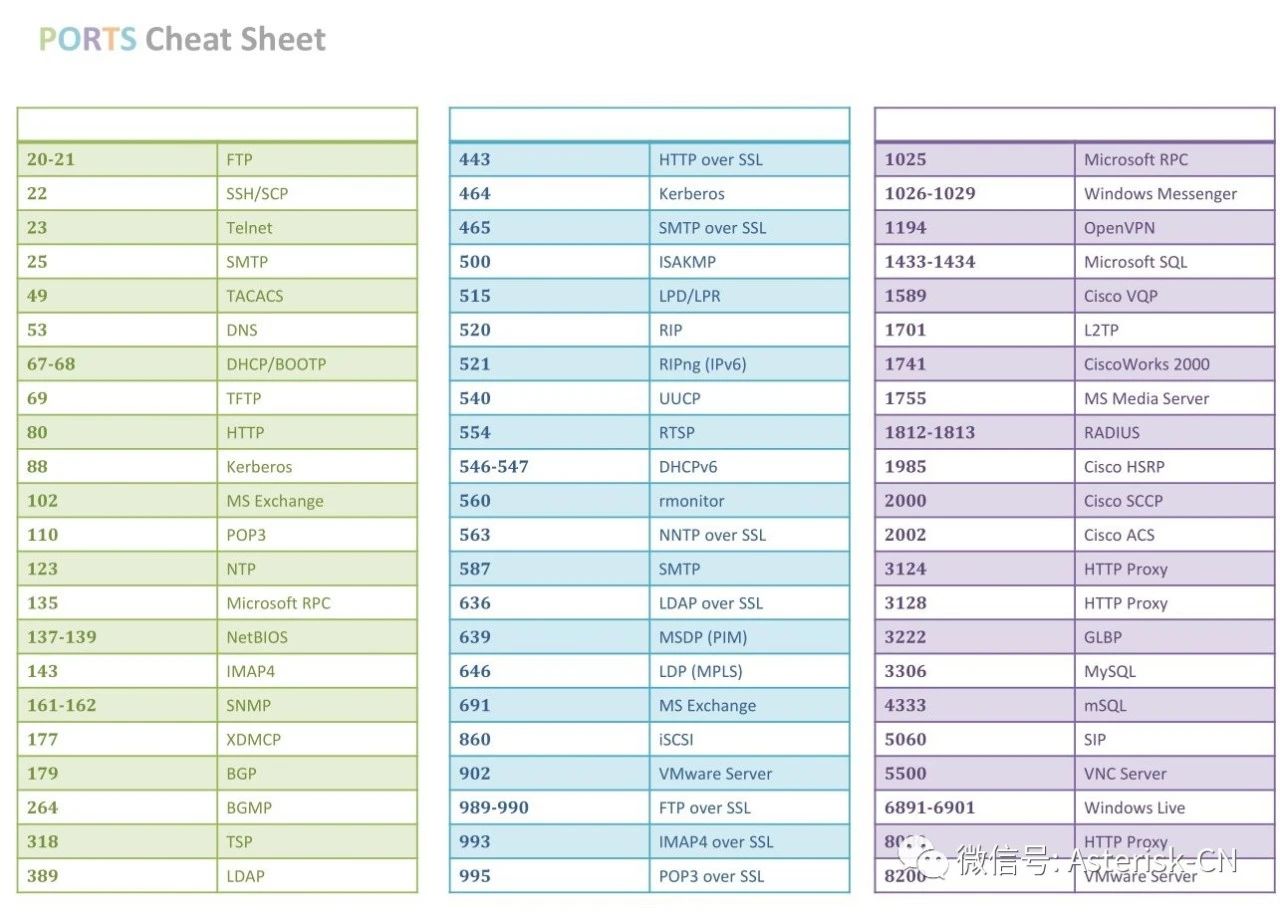 PORTS Cheat Sheet
20-21 FTP
22 SSH/SCP
23 Telnet
25 SMTP
49 TACACS
53 DNS
67-68 DHCP/BOOTP
69 TFTP
80 HTTP
88 Kerberos
102 MS Exchange
110 POP3
123 NTP
135 Microsoft RPC
137-139 NetBIOS
143 IMAP4
161-162 SNMP
177 XDMCP
179 BGP
264 BGMP
318 TSP
389 LDAP
443 HTTP over SSL
464 Kerberos
465 SMTP over SSL
500 ISAKMP
515 LPD/LPR
520 RIP
521 RIPng (IPv6)
540 UUCP
554 RTSP
546-547 DHCPv6
560 rmonitor
563 NNTP over SSL
587 SMTP
636 LDAP over SSL
639 MSDP (PIM)
646 LDP (MPLS)
691 MS Exchange
860 iSCSI
902 VMware Server
989-990 FTP over SSL
993 IMAP4 over SSL
995 POP3 over SSL
1025 Microsoft RPC
1026-1029 Windows Messenger
1194 OpenVPN
1433-1434 Microsoft SQL
1589 Cisco VQP
1701 L2TP
1741 CiscoWorks 2000
1755 MS Media Server
1812-1813 RADIUS
1985 Cisco HSRP
2000 Cisco SCCP
2002 Cisco ACS
3124 HTTP Proxy
3128 HTTP Proxy
3222 GLBP
3306 MySQL
4333 mSQL
5060 SIP
5500 VNC Server
6891-6901 Windows Live
HTTP Proxy
8200 VMware Server
微信号: Asterisk-CN